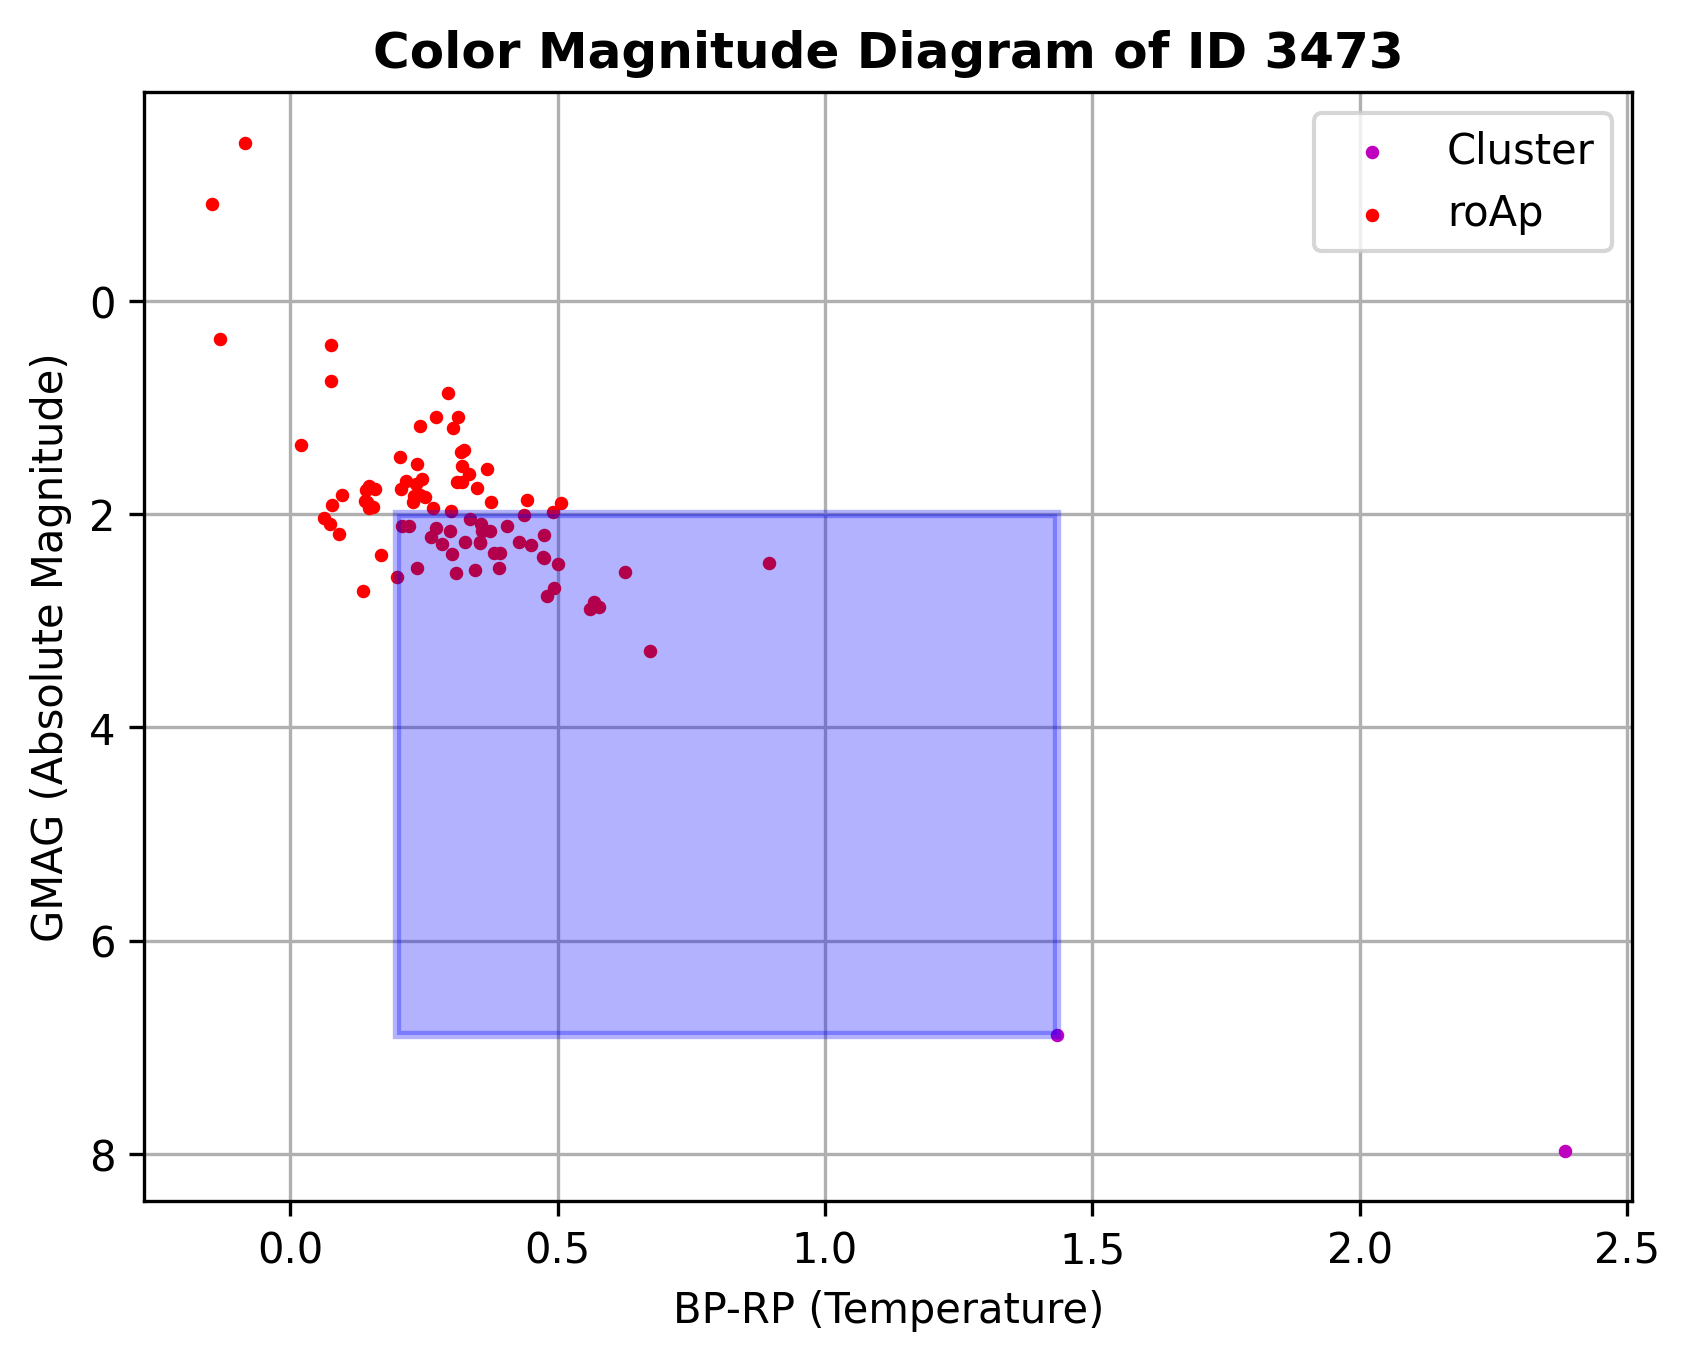 Color Magnitude Diagram of ID 3473
Cluster
roAp
GMAG (Absolute Magnitude)
0
2
4
6
8
0.0 0.5 1.0 1.5 2.0 2.5
BP-RP (Temperature)